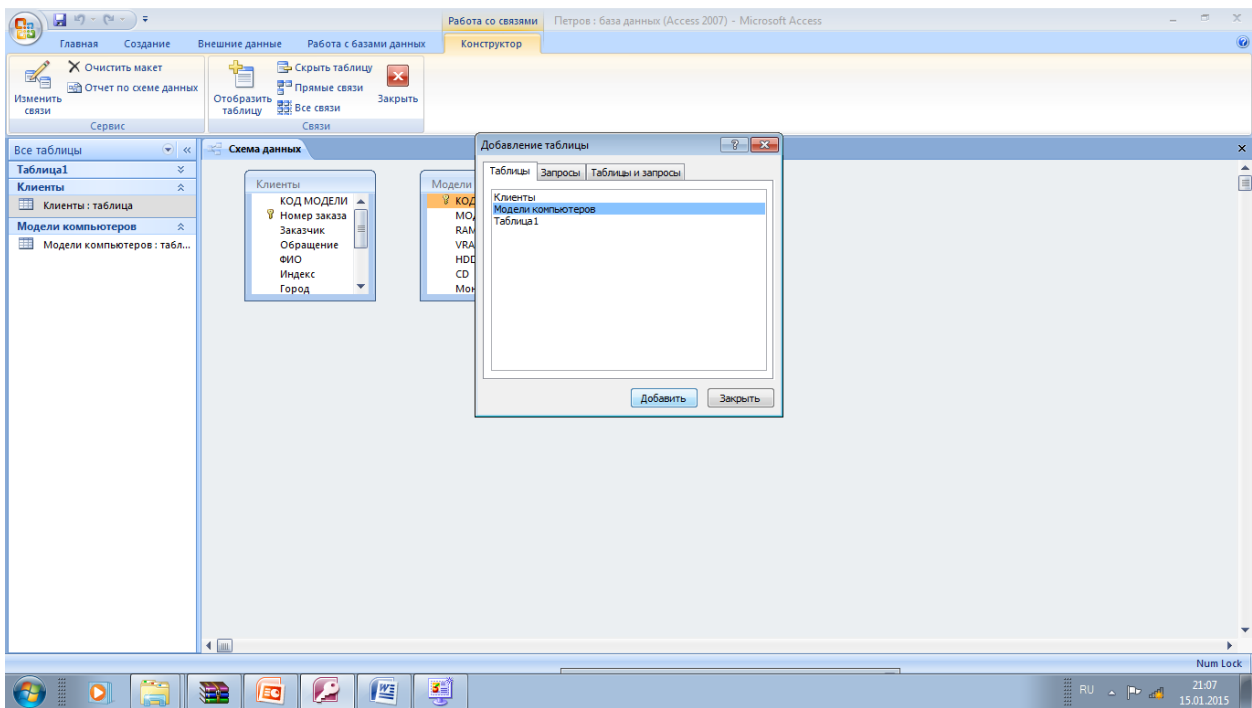 Работа со связями
Петров : база данных (Access 2007) - Microsoft Access
Главная
Создание
Внешние данные
Работа с базами данных
Конструктор
Изменить связи
Очистить макет
Отчет по схеме данных
Сервис
Отобразить таблицу
Скрыть таблицу
Прямые связи
Все связи
Закрыть
Связи
Все таблицы
Таблица1
Клиенты
Клиенты : таблица
Модели компьютеров
Модели компьютеров : табл...
Схема данных
Клиенты
КОД МОДЕЛИ
Номер заказа
Заказчик
Обращение
ФИО
Индекс
Город
Модели
КОД
RAM
VRA
HDD
CD
Добавление таблицы
Таблицы
Запросы
Таблицы и запросы
Клиенты
Модели компьютеров
Таблица1
Добавить
Закрыть
Num Lock
RU
21:07
15.01.2015